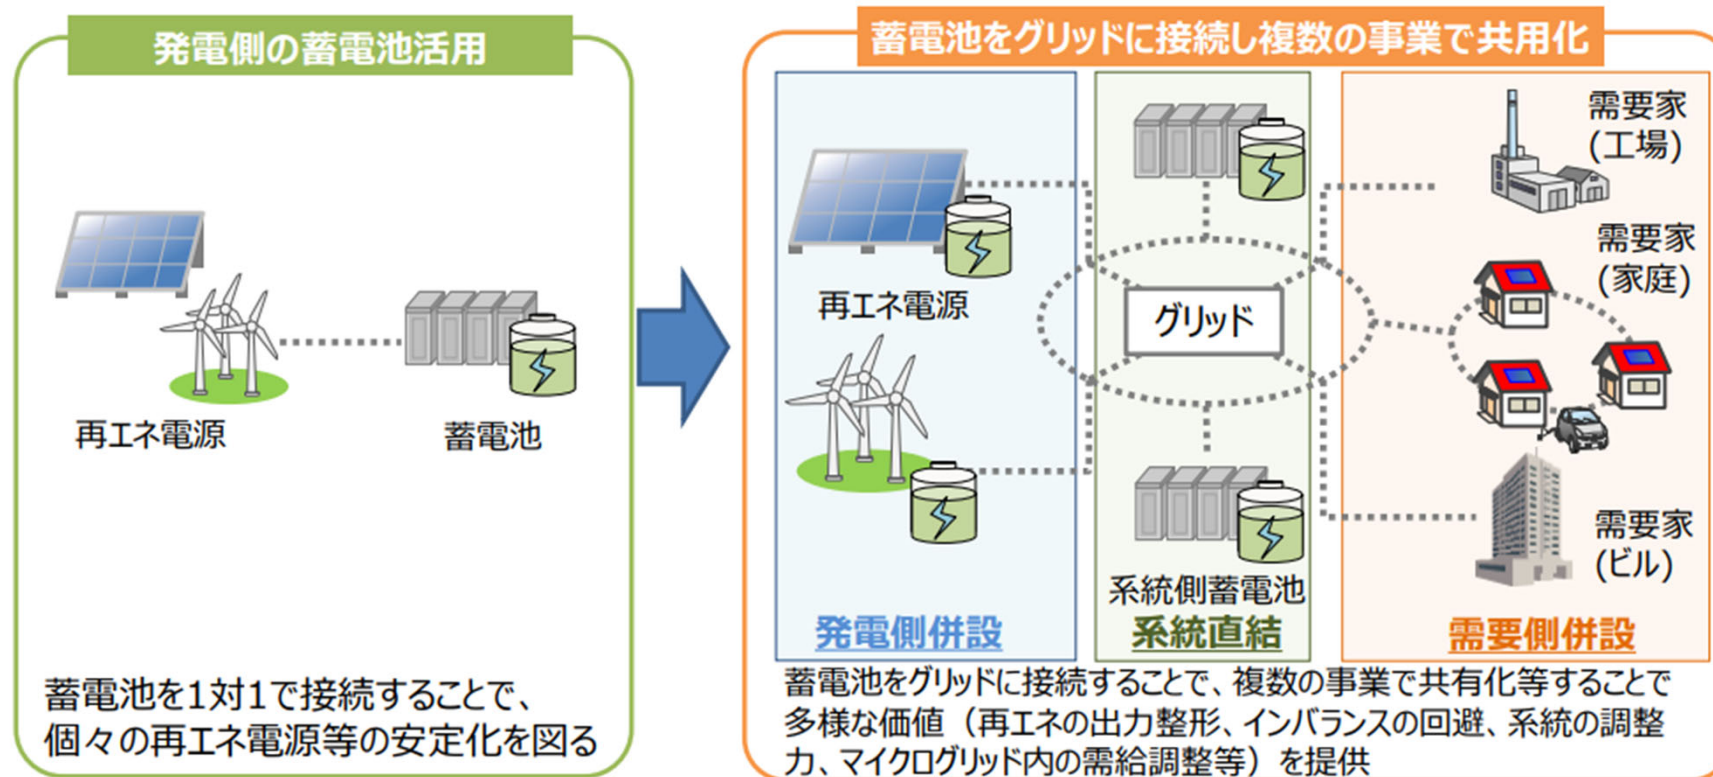 発電側の蓄電池活用
再エネ電源
蓄電池
蓄電池を1対1で接続することで、
個々の再エネ電源等の安定化を図る
蓄電池をグリッドに接続し複数の事業で共用化
再エネ電源
発電側併設
グリッド
系統側蓄電池
系統直結
需要家
(工場)
需要家
(家庭)
需要家
(ビル)
需要側併設
蓄電池をグリッドに接続することで、複数の事業で共有化等することで
多様な価値（再エネの出力整形、インバランスの回避、系統の調整
力、マイクログリッド内の需給調整等）を提供